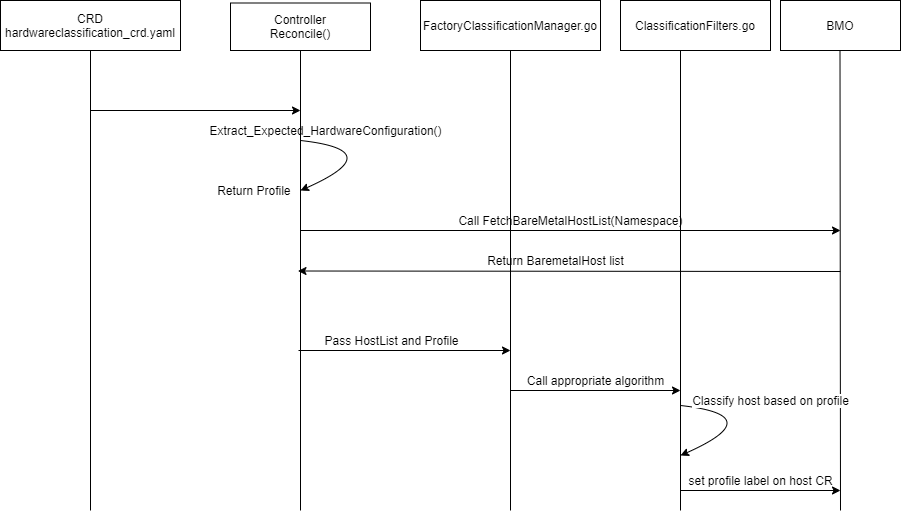 CRD
hardwareclassification_crd.yaml
Controller
Reconcile()
FactoryClassificationManager.go
ClassificationFilters.go
BMO
Extract_Expected_HardwareConfiguration()
Return Profile
Call FetchBareMetalHostList(Namespace)
Return BaremetalHost list
Pass HostList and Profile
Call appropriate algorithm
Classify host based on profile
set profile label on host CR